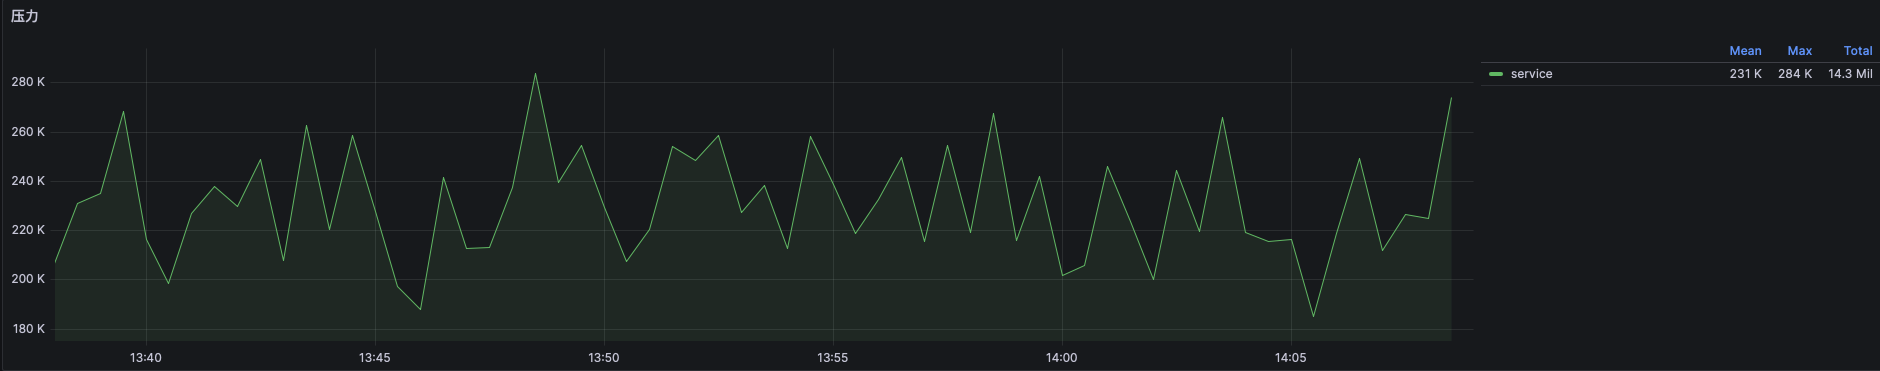 压力
Mean Max Total
service 231 K 284 K 14.3 Mil
280 K
260 K
240 K
220 K
200 K
180 K
13:40 13:45 13:50 13:55 14:00 14:05